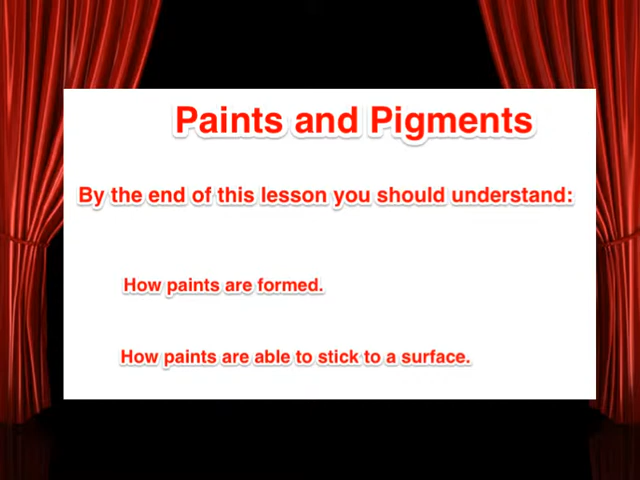 Paints and Pigments
By the end of this lesson you should understand:
How paints are formed.
How paints are able to stick to a surface.